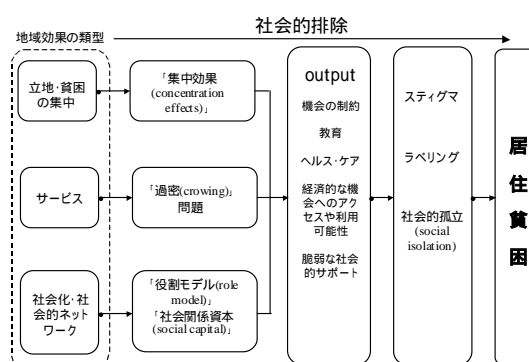 社会的排除
地域効果の類型
立地･貧困
の集中
サービス
社会化･社
会的ネット
ワーク
「集中効果
(concentration
effects)」
「過密(crowing)」
問題
「役割モデル(role
model)」
「社会関係資本
(social capital)」
output
機会の制約
教育
ヘルス･ケア
経済的な機
会へのアク
セスや利用
可能性
脆弱な社会
的サポート
スティグマ
ラベリング
社会的孤立
(social
isolation)
居
住
貧
困